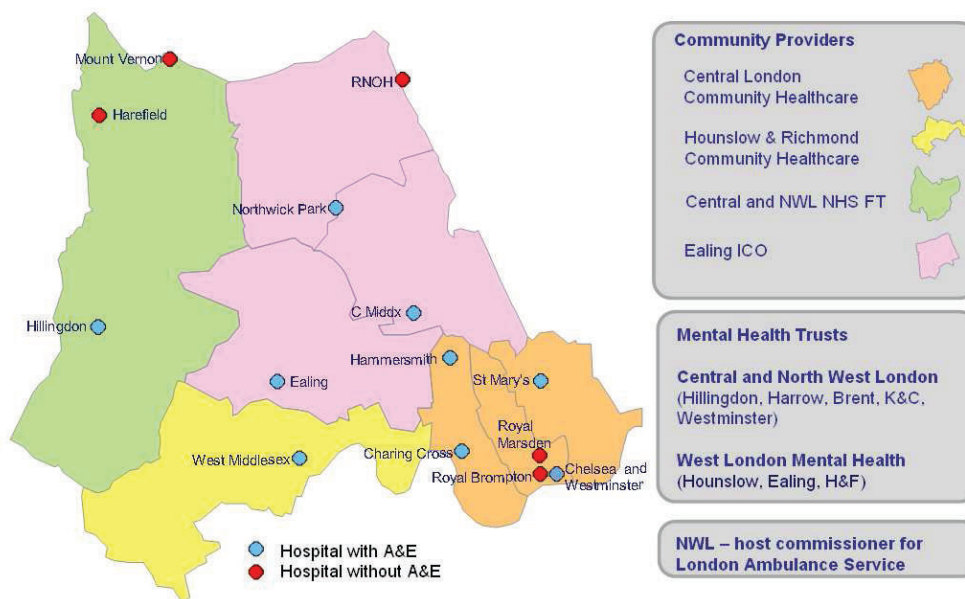 Mount Vernon
RNOH
Harefield
Northwick Park
Hillingdon
C Middx
Hammersmith
Ealing
St Mary's
Royal
Marsden
West Middlesex
Charing Cross
Royal Brompton
Chelsea and
Westminster
Hospital with A&E
Hospital without A&E
Community Providers
Central London
Community Healthcare
Hounslow & Richmond
Community Healthcare
Central and NWL NHS FT
Ealing ICO
Mental Health Trusts
Central and North West London
(Hillingdon, Harrow, Brent, K&C,
Westminster)
West London Mental Health
(Hounslow, Ealing, H&F)
NWL – host commissioner for
London Ambulance Service